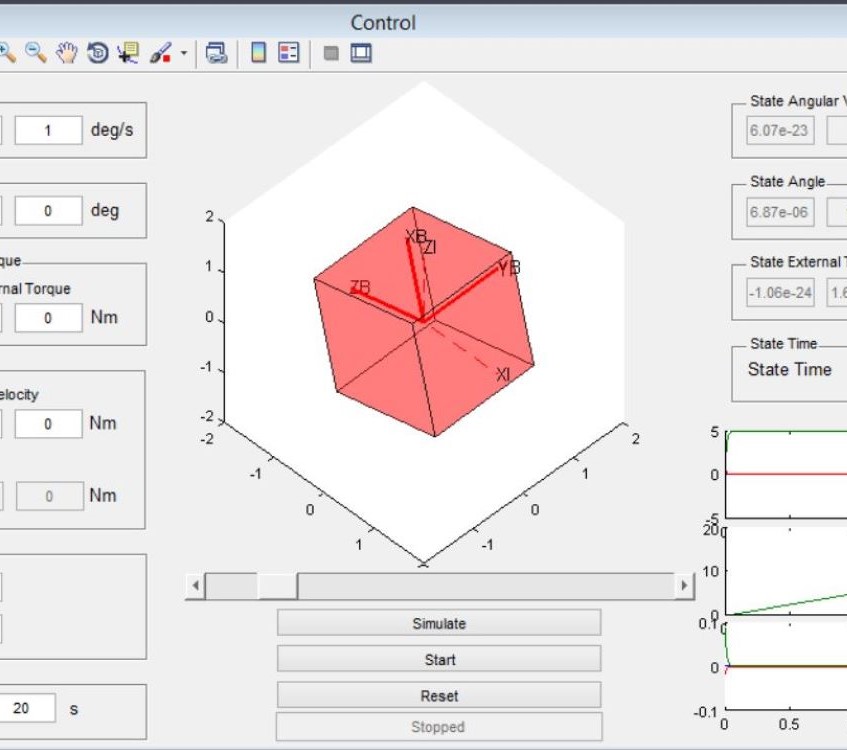 Control
1 deg/s
0 deg
que
rnal Torque
0 Nm
elocity
0 Nm
0 Nm
20 s
2
1
0
-1
-2
-2
-1
0
1
-1
0
1
2
XB
ZI
YB
ZB
XI
Simulate
Start
Reset
Stopped
State Angular V
6.07e-23
State Angle
6.87e-06
State External T
-1.06e-24 1.6
State Time
State Time
5
0
-5
20
10
0
0.1
0
-0.1
0 0.5